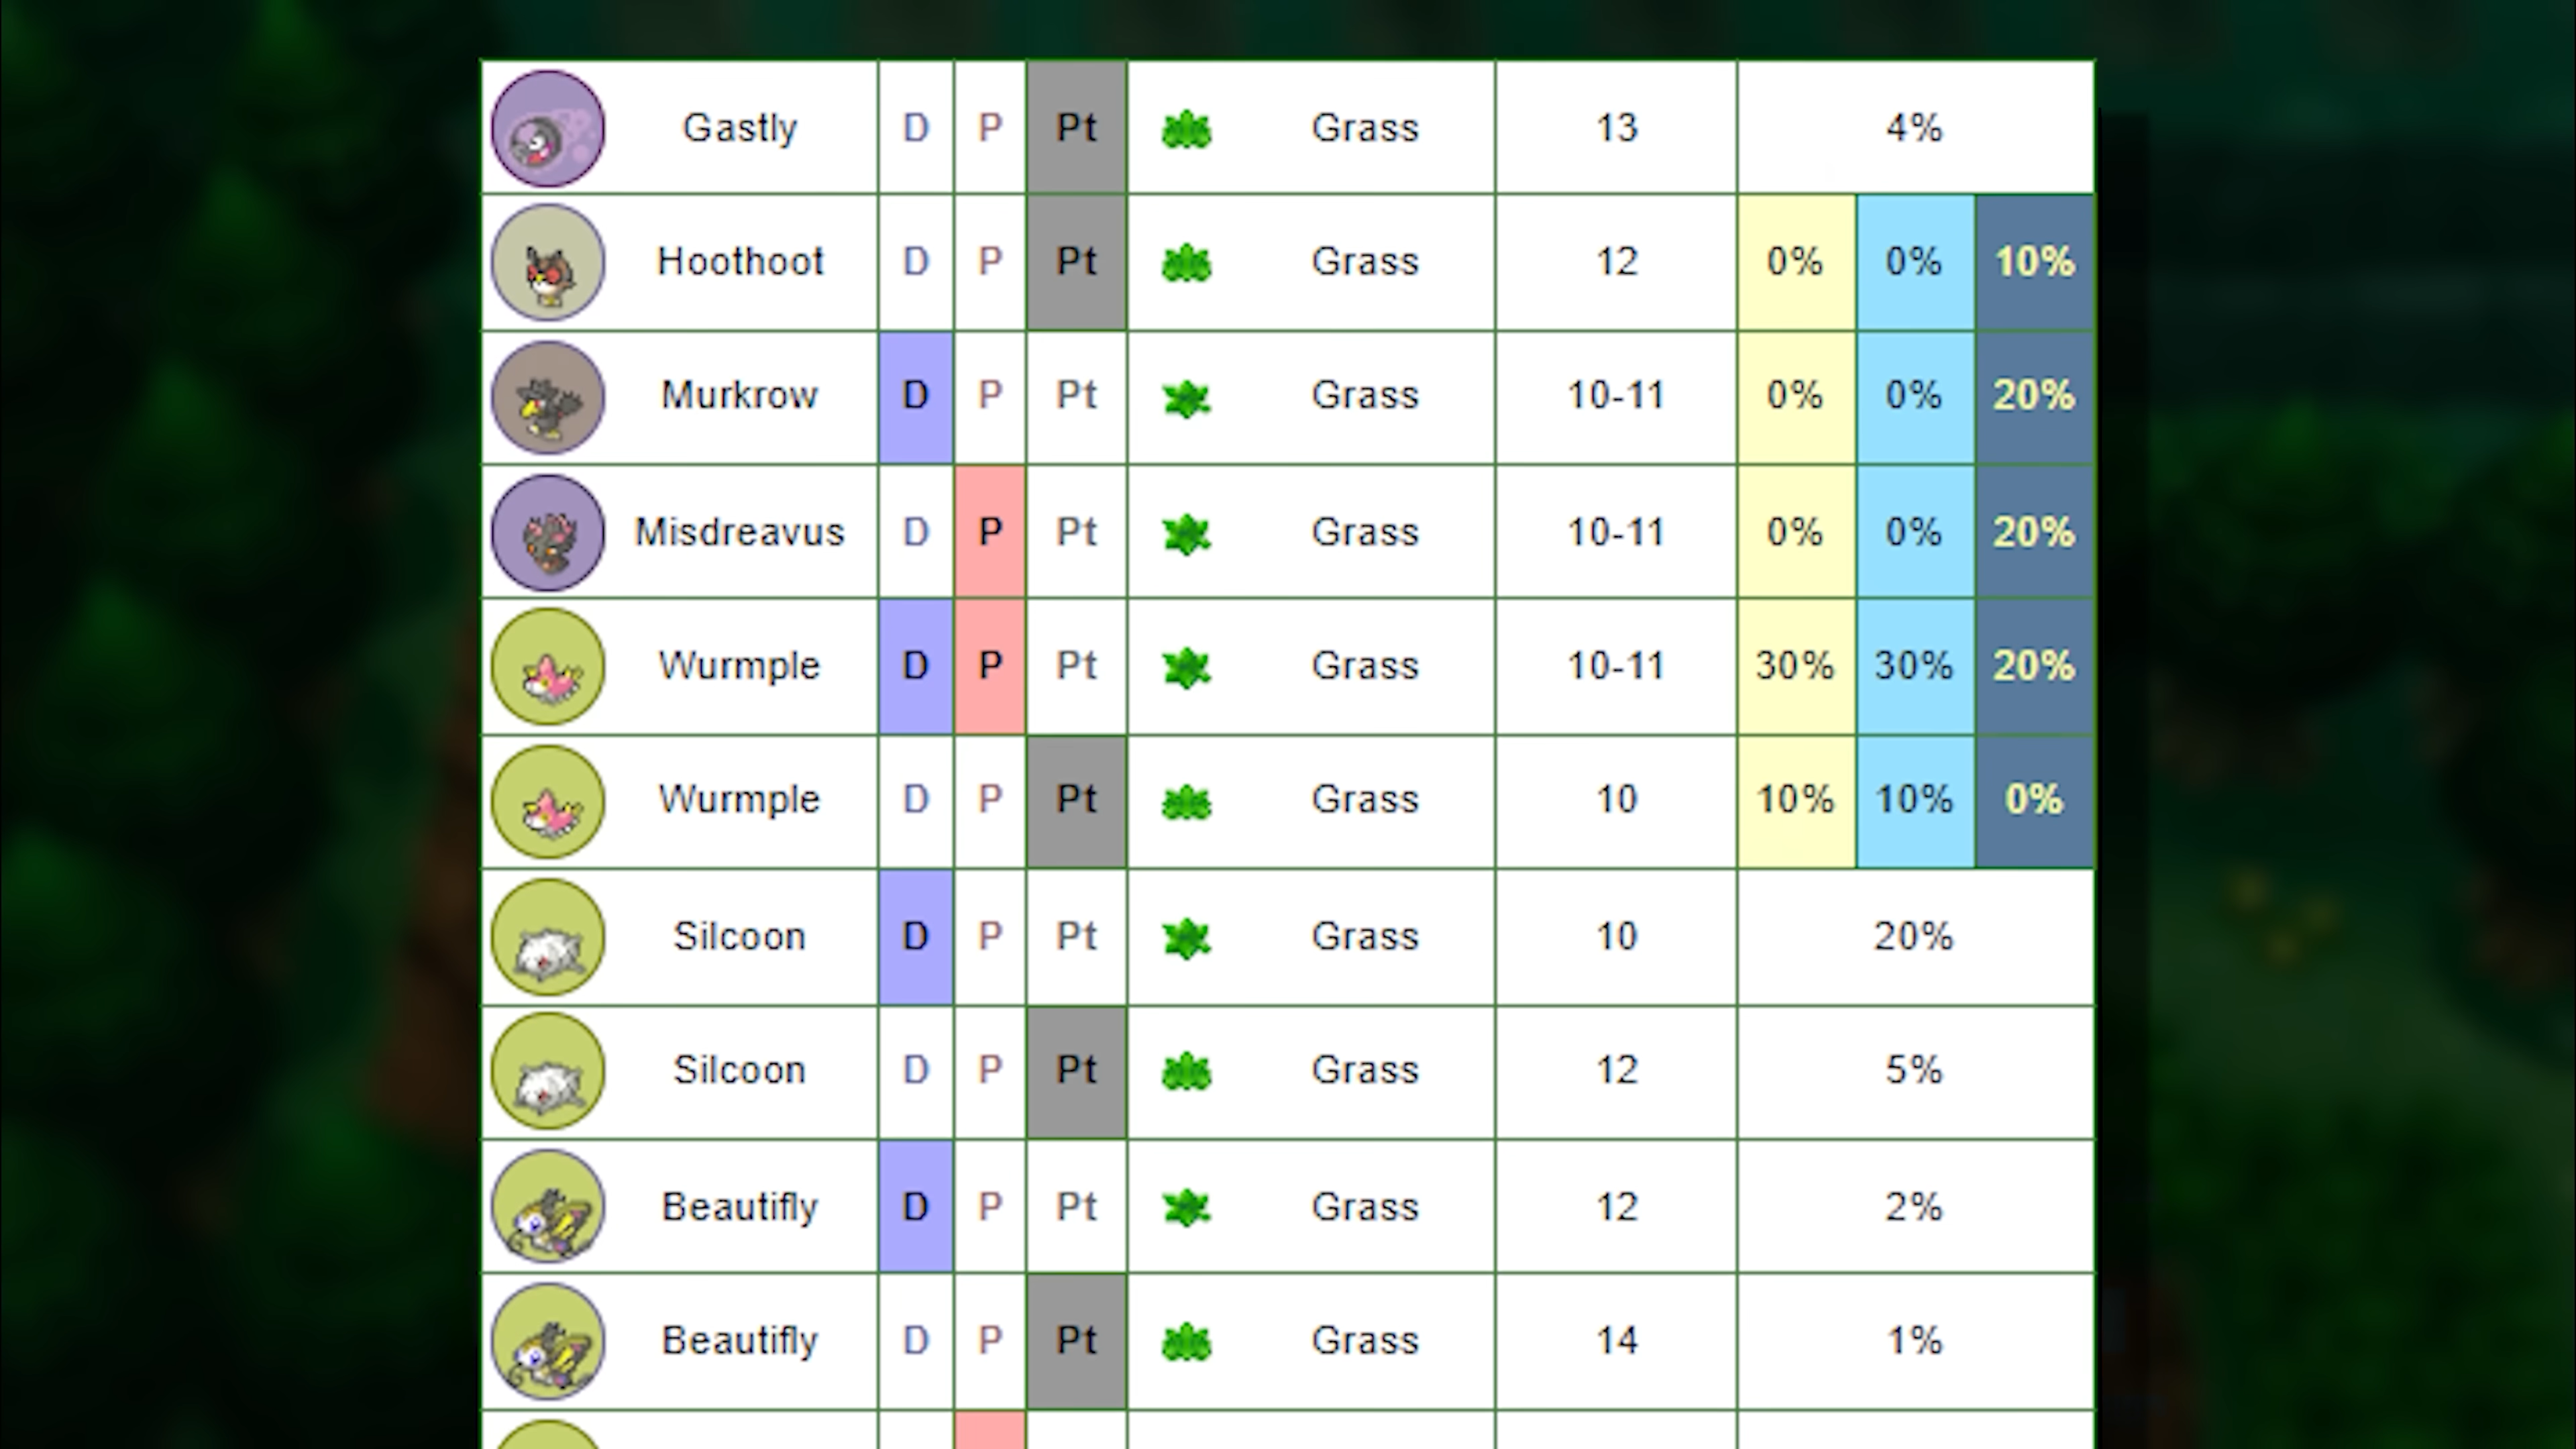 Gastly D P Pt Grass 13 4%
Hoothoot D P Pt Grass 12 0% 0% 10%
Murkrow D P Pt Grass 10-11 0% 0% 20%
Misdreavus D P Pt Grass 10-11 0% 0% 20%
Wurmple D P Pt Grass 10-11 30% 30% 20%
Wurmple D P Pt Grass 10 10% 10% 0%
Silcoon D P Pt Grass 10 20%
Silcoon D P Pt Grass 12 5%
Beautifly D P Pt Grass 12 2%
Beautifly D P Pt Grass 14 1%